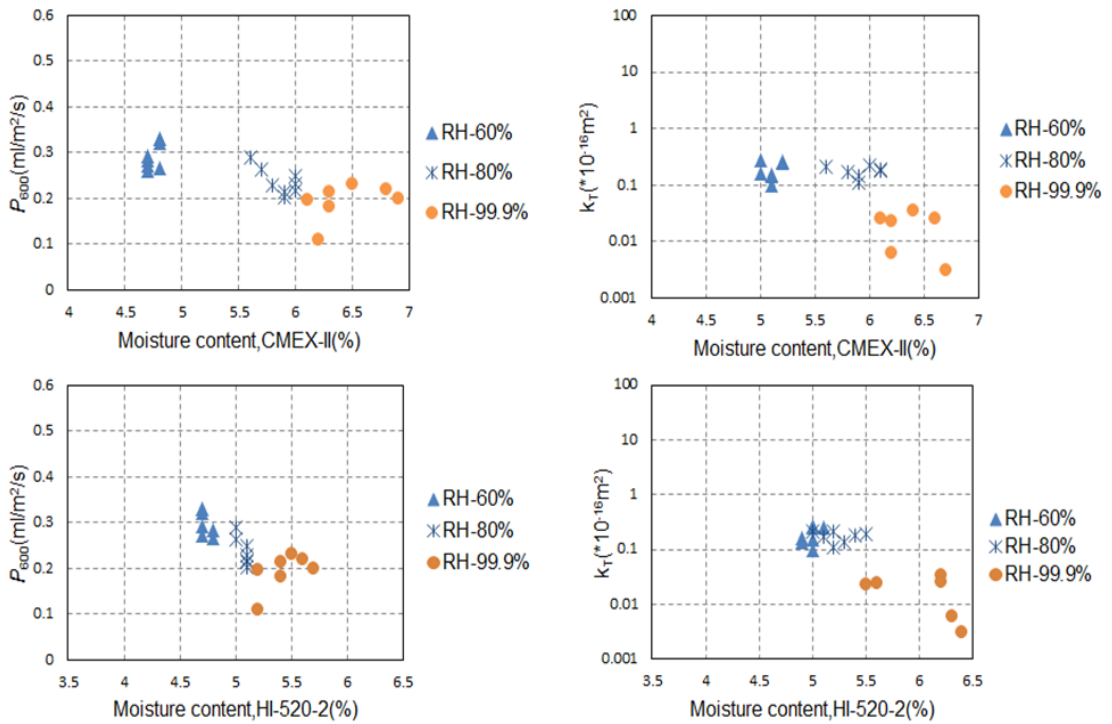 0.6
0.5
0.4
0.3
0.2
0.1
0
P600(ml/m²/s)
4 4.5 5 5.5 6 6.5 7
Moisture content,CMEX-II(%)
RH-60%
RH-80%
RH-99.9%
100
10
1
0.1
0.01
0.001
kT(*10-16m2)
4 4.5 5 5.5 6 6.5 7
Moisture content,CMEX-II(%)
RH-60%
RH-80%
RH-99.9%
0.6
0.5
0.4
0.3
0.2
0.1
0
P600(ml/m²/s)
3.5 4 4.5 5 5.5 6 6.5
Moisture content,HI-520-2(%)
RH-60%
RH-80%
RH-99.9%
100
10
1
0.1
0.01
0.001
kT(*10-16m2)
3.5 4 4.5 5 5.5 6 6.5
Moisture content,HI-520-2(%)
RH-60%
RH-80%
RH-99.9%